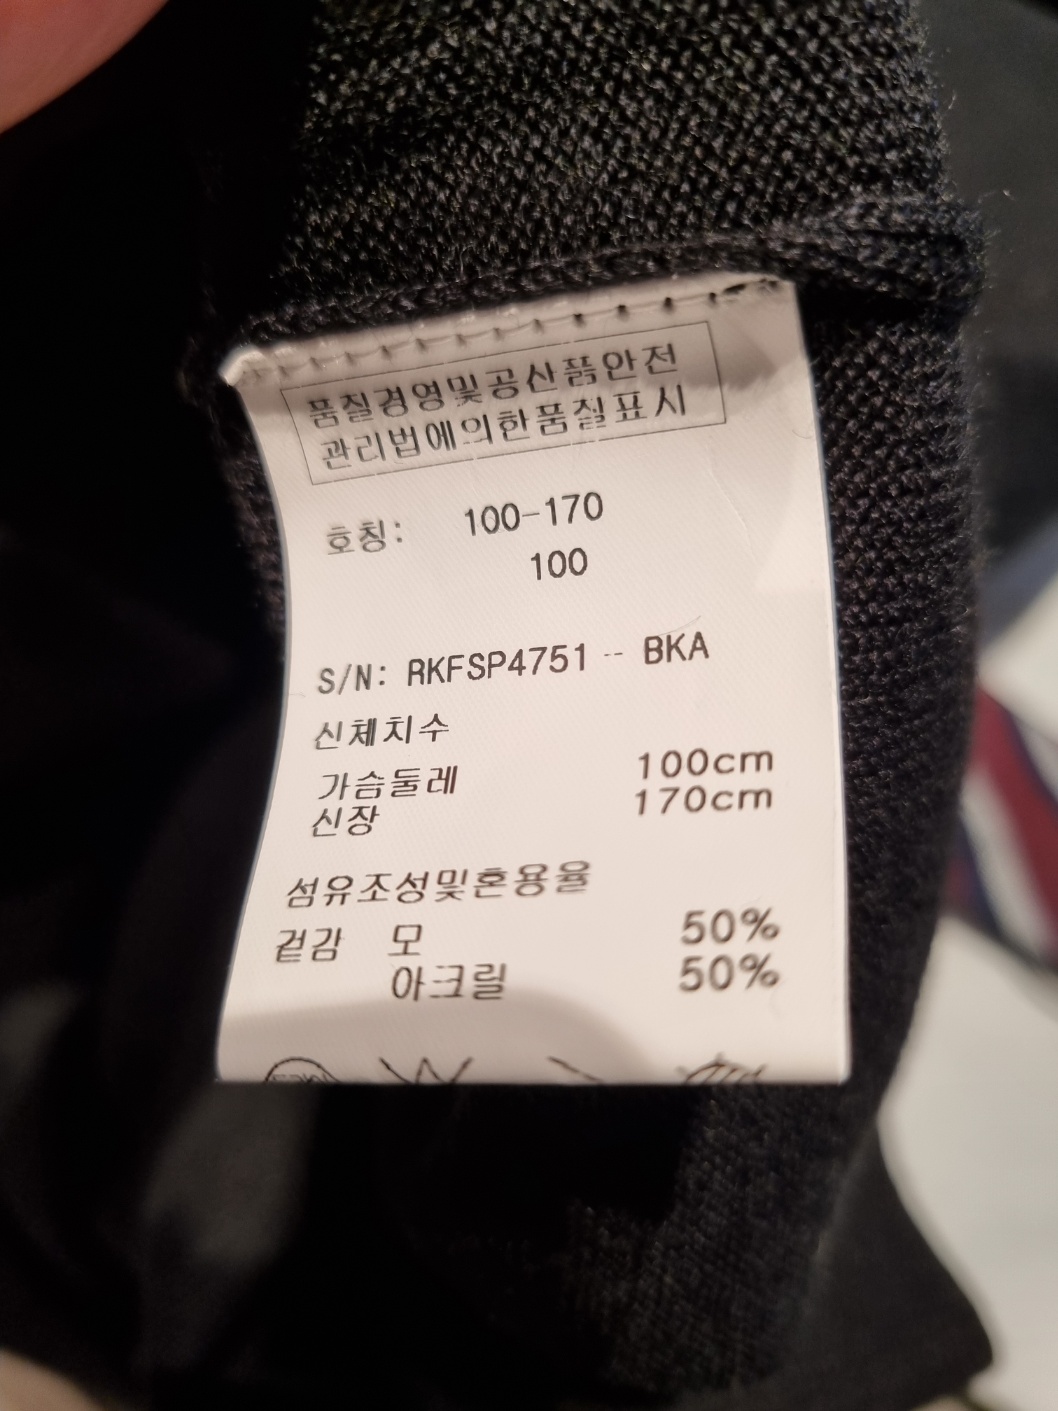 품질경영및공산품안전
관리법에의한품질표시
호칭: 100-170
100
S/N: RKFSP4751 -- BKA
신체치수
가슴둘레 100cm
신장 170cm
섬유조성및혼용율
겉감 모 50%
아크릴 50%